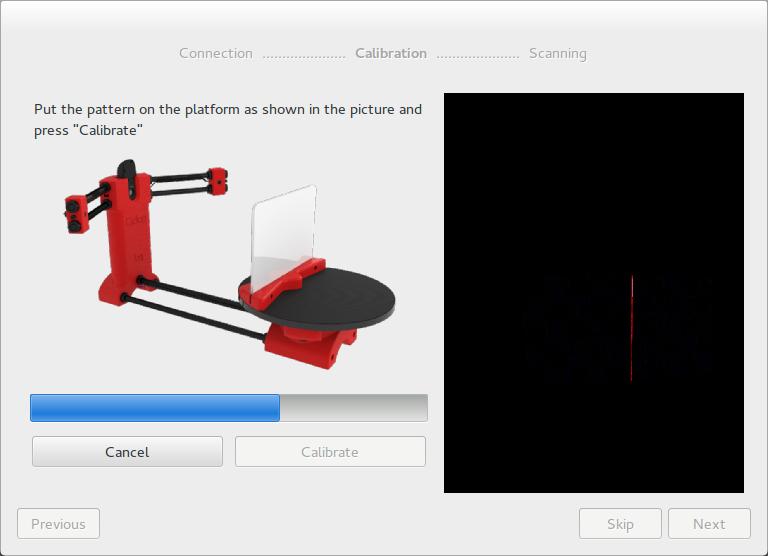 Connection ..................... Calibration ..................... Scanning
Put the pattern on the platform as shown in the picture and
press "Calibrate"
Cancel
Calibrate
Previous
Skip
Next